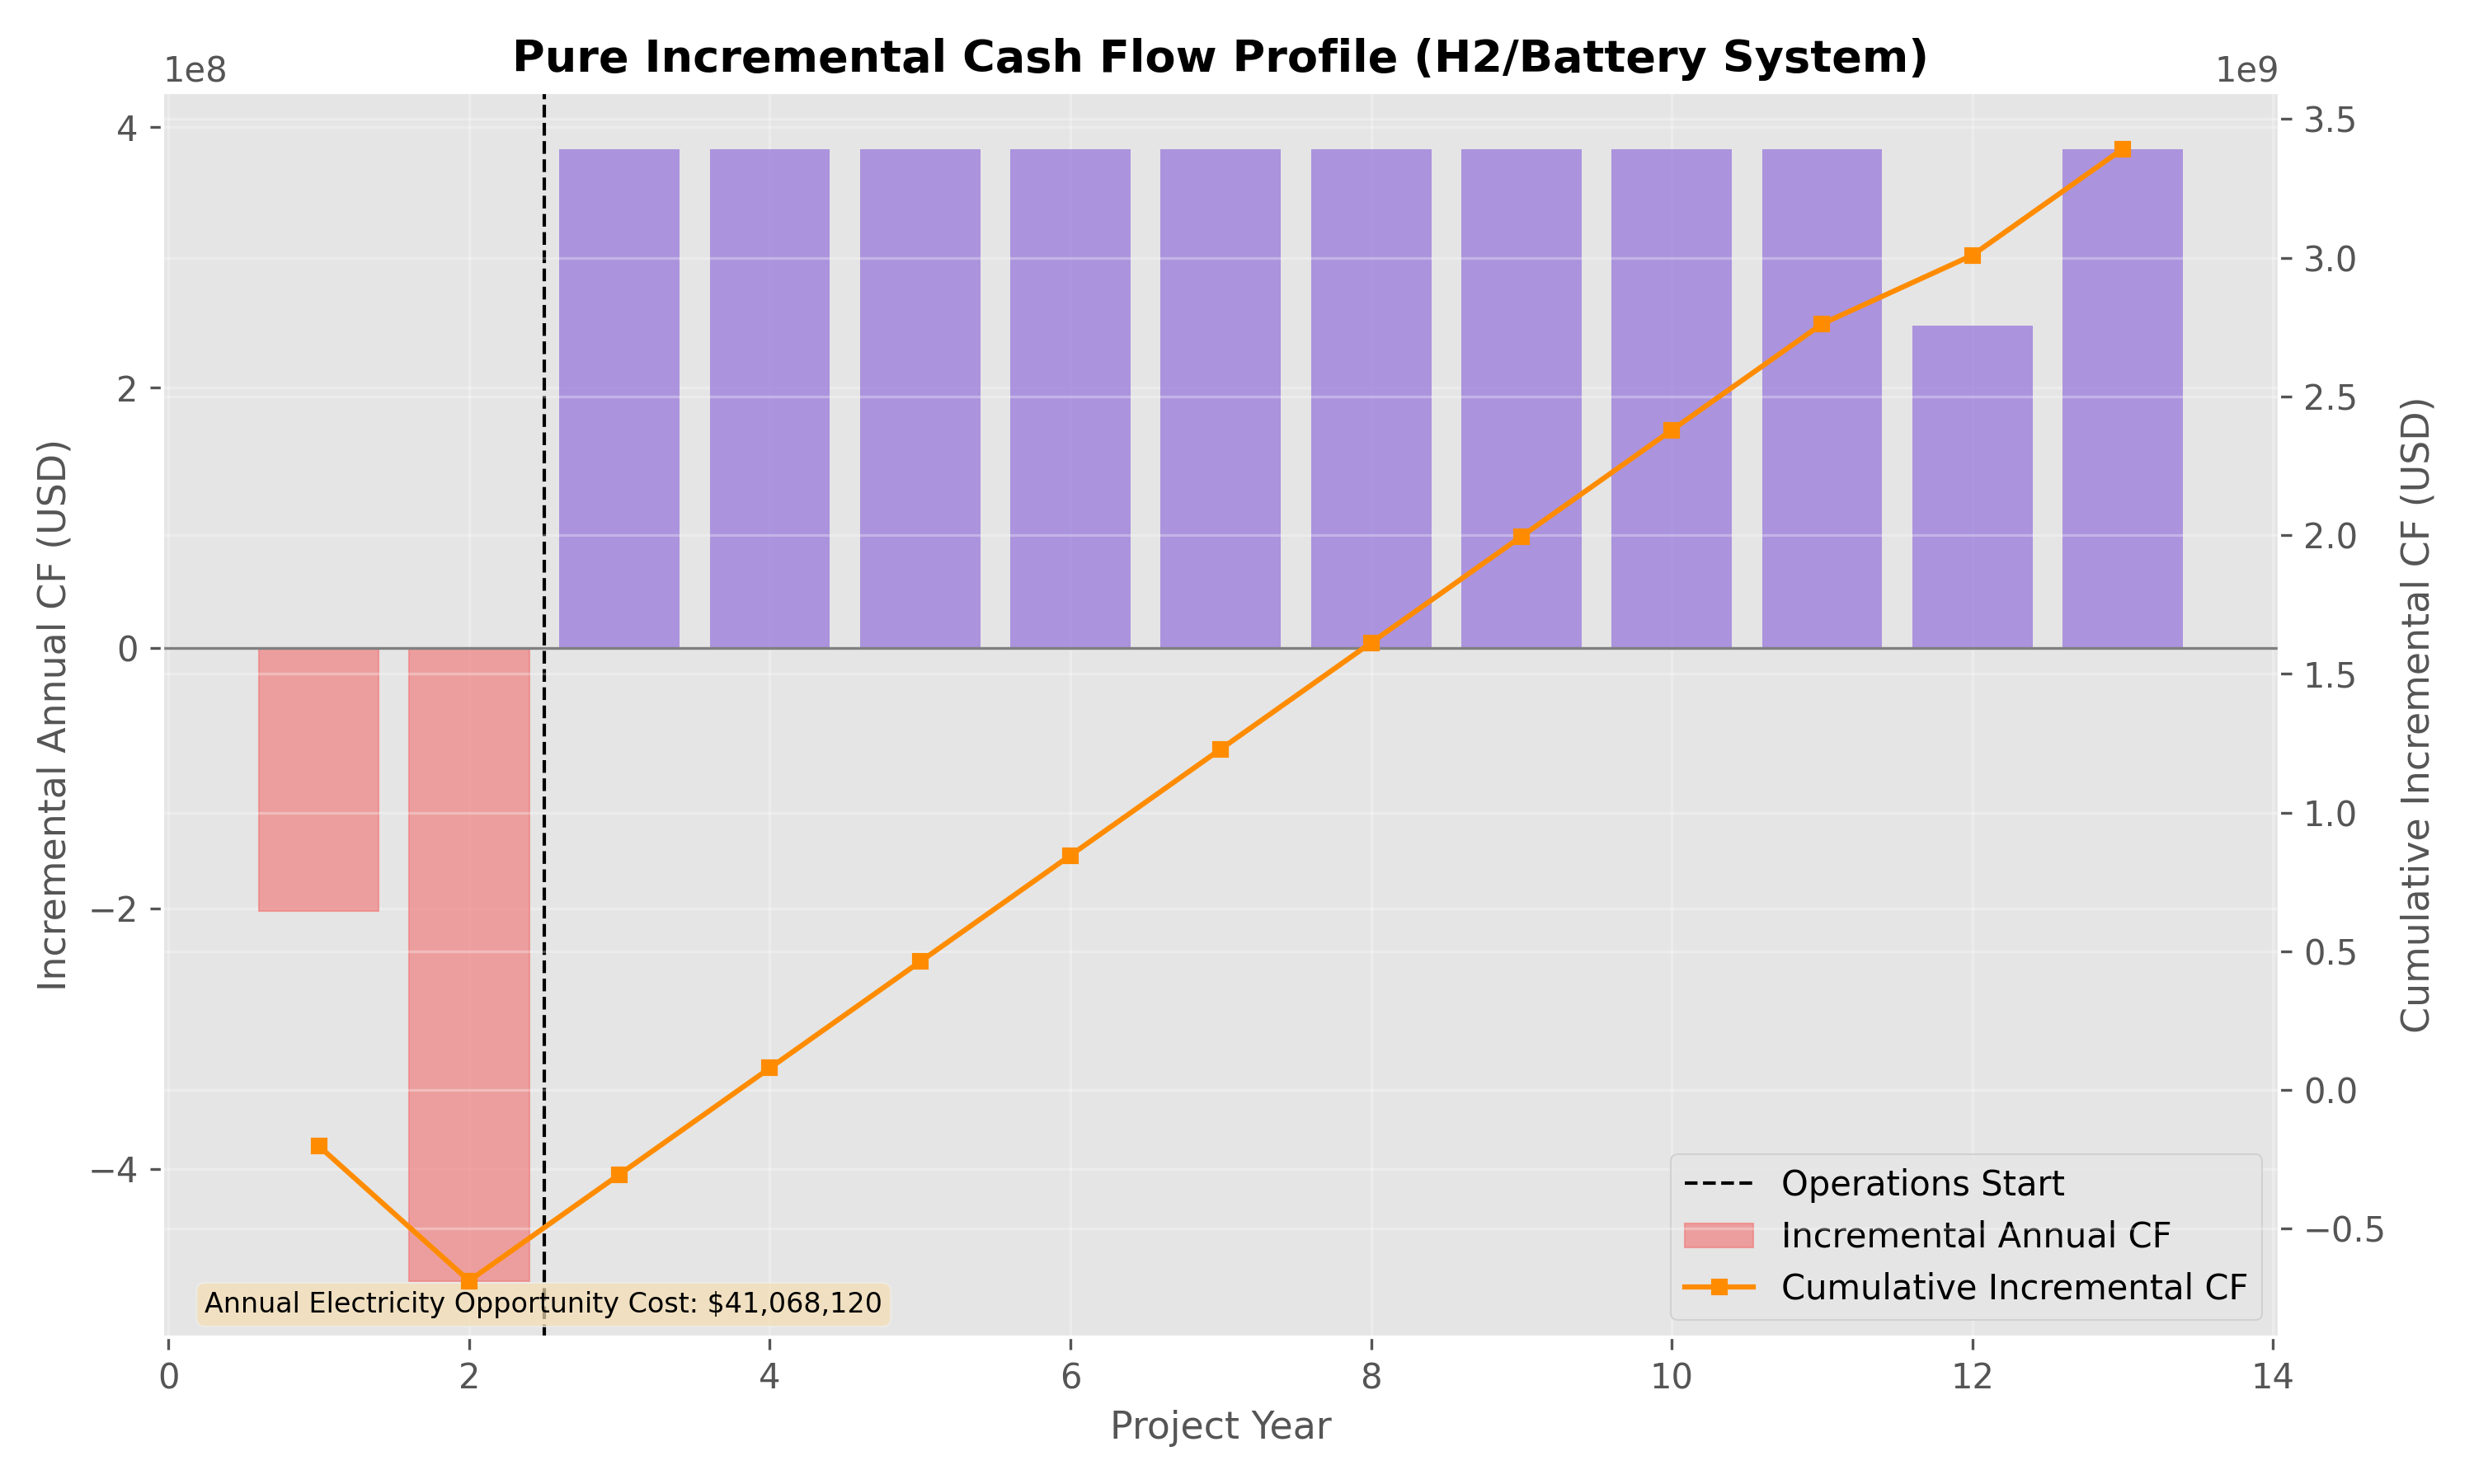 Pure Incremental Cash Flow Profile (H2/Battery System)
1e8
1e9
4
2
0
−2
−4
Incremental Annual CF (USD)
3.5
3.0
2.5
2.0
1.5
1.0
0.5
0.0
−0.5
Cumulative Incremental CF (USD)
Operations Start
Incremental Annual CF
Cumulative Incremental CF
Annual Electricity Opportunity Cost: $41,068,120
0 2 4 6 8 10 12 14
Project Year